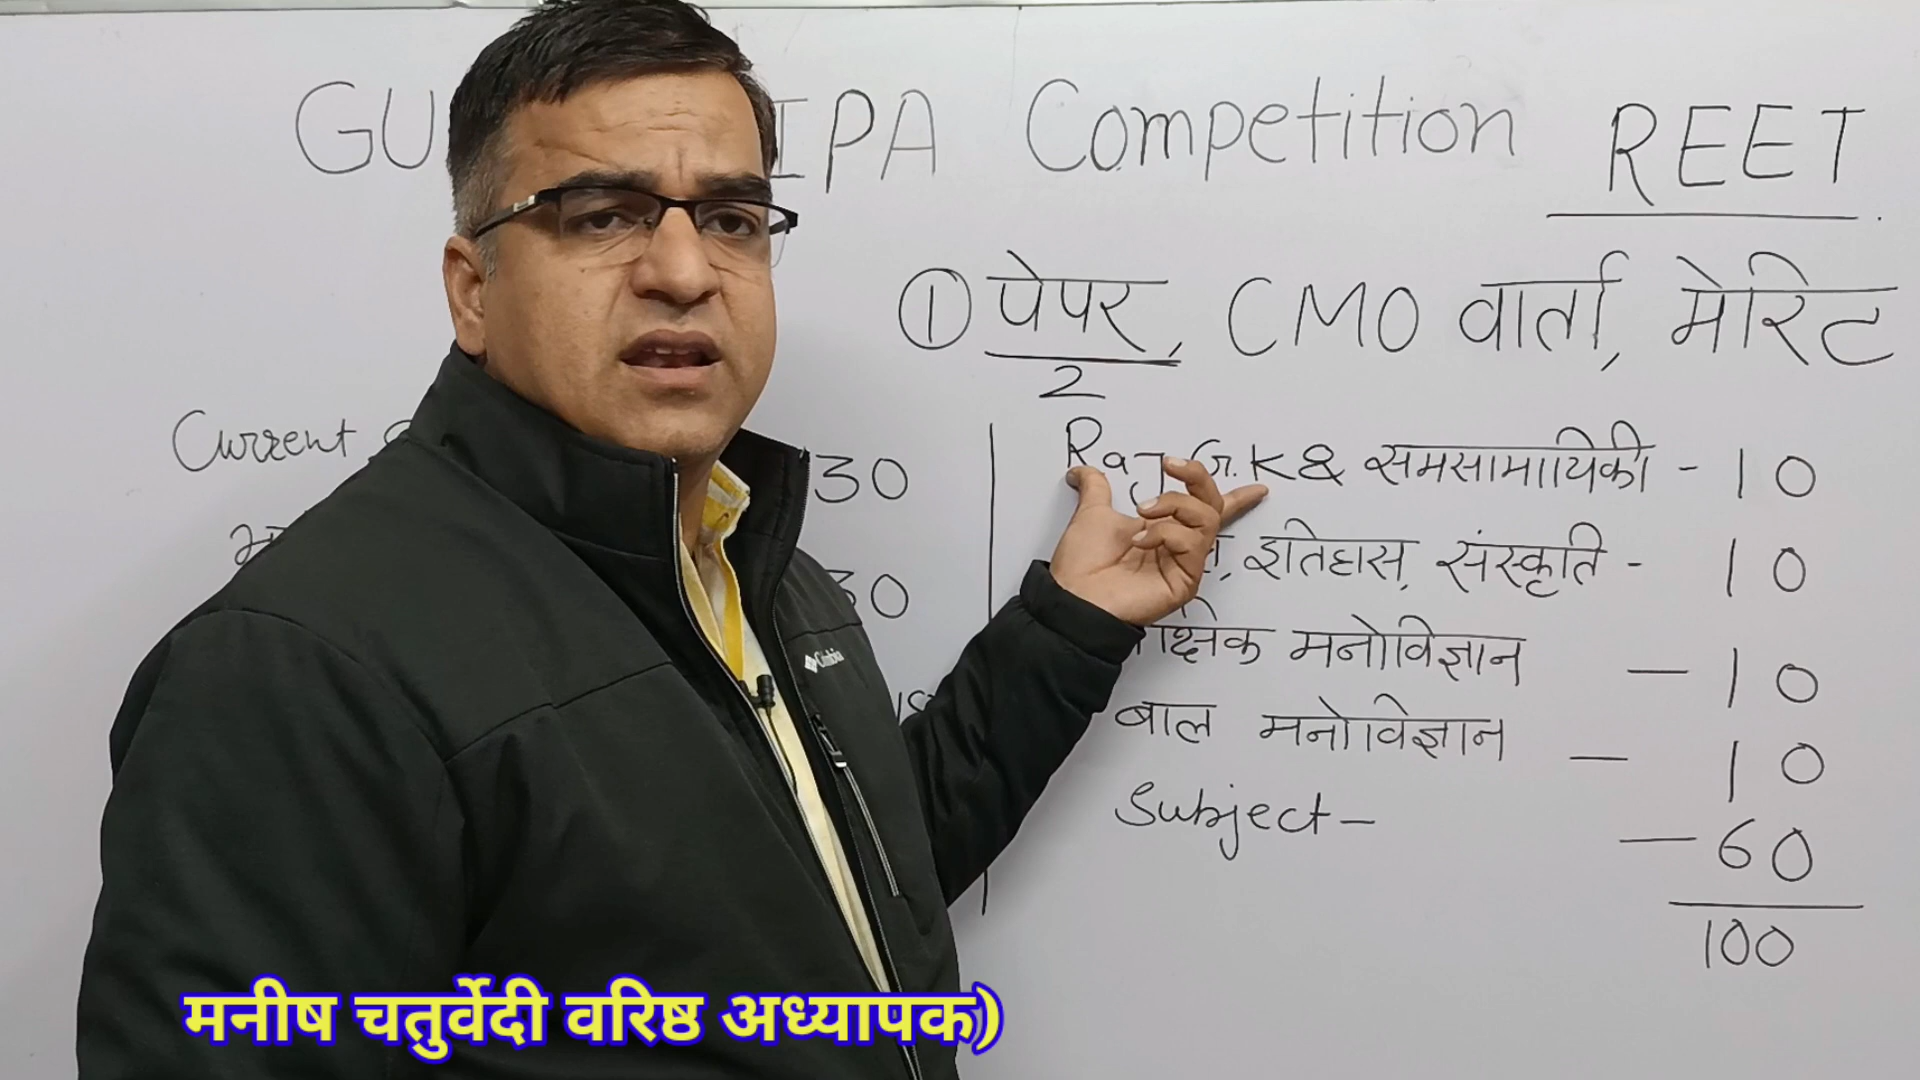 GU IPA Competition REET
① पेपर, CMO वार्ता, मेरिट
2
Current 30
30
Raj G.K & समसामायिकी - 10
इतिहास, संस्कृति - 10
मनोविज्ञान - 10
बाल मनोविज्ञान - 10
Subject - - 60
100
Columbia
मनीष चतुर्वेदी वरिष्ठ अध्यापक)